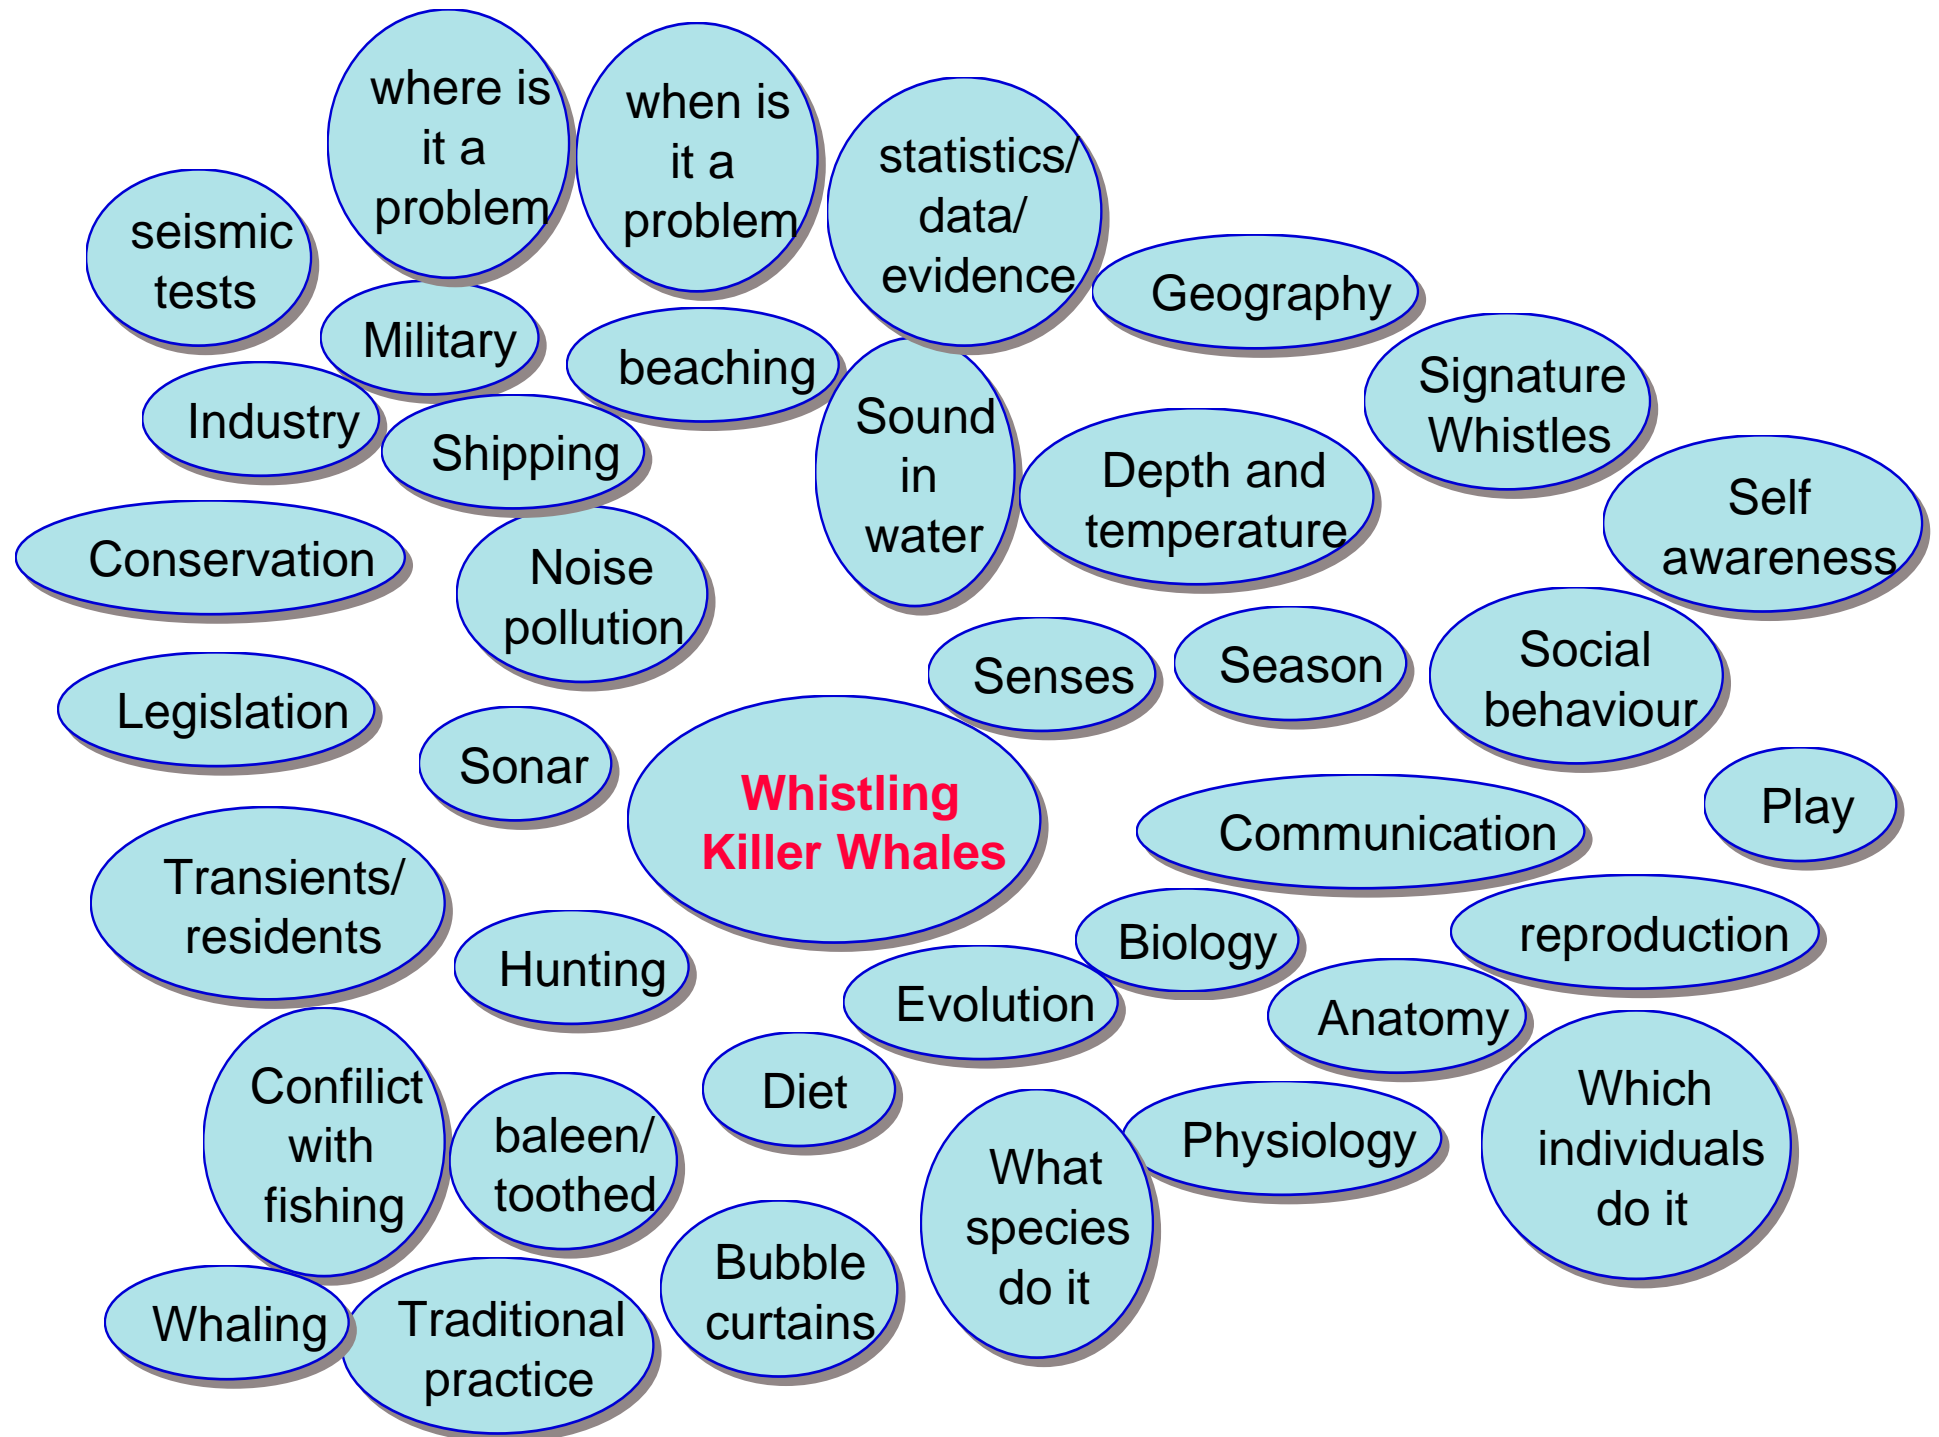 where is
it a
problem
when is
it a
problem
statistics/
data/
evidence
seismic
tests
Geography
Military
beaching
Signature
Whistles
Industry
Shipping
Sound
in
water
Depth and
temperature
Self
awareness
Conservation
Noise
pollution
Senses
Season
Social
behaviour
Legislation
Sonar
Whistling
Killer Whales
Communication
Play
Transients/
residents
Hunting
Biology
reproduction
Evolution
Anatomy
Confilict
with
fishing
baleen/
toothed
Diet
What
species
do it
Physiology
Which
individuals
do it
Whaling
Traditional
practice
Bubble
curtains